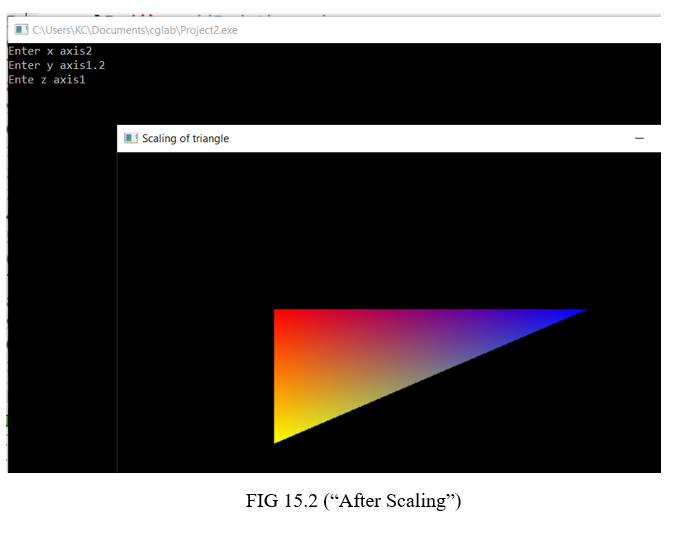 C:\Users\KC\Documents\cglab\Project2.exe
Enter x axis2
Enter y axis1.2
Ente z axis1
Scaling of triangle
FIG 15.2 (“After Scaling”)